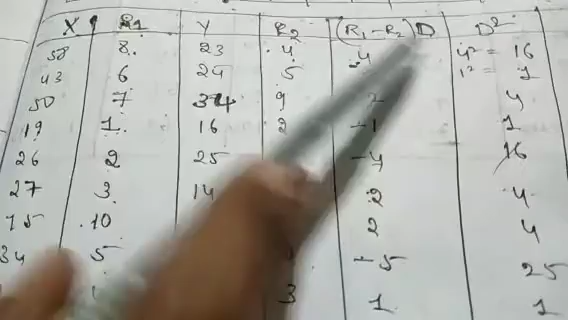 X R1 Y R2 (R1-R2)D D²
58 8. 23 4 4 4² = 16
43 6 24 5 1² = 1
50 7 34 9 2 4
19 1. 16 2 -1 1
26 2 25 -4 16
27 3. 14 2 4
75 10 2 4
34 5 -5 25
3 1 1